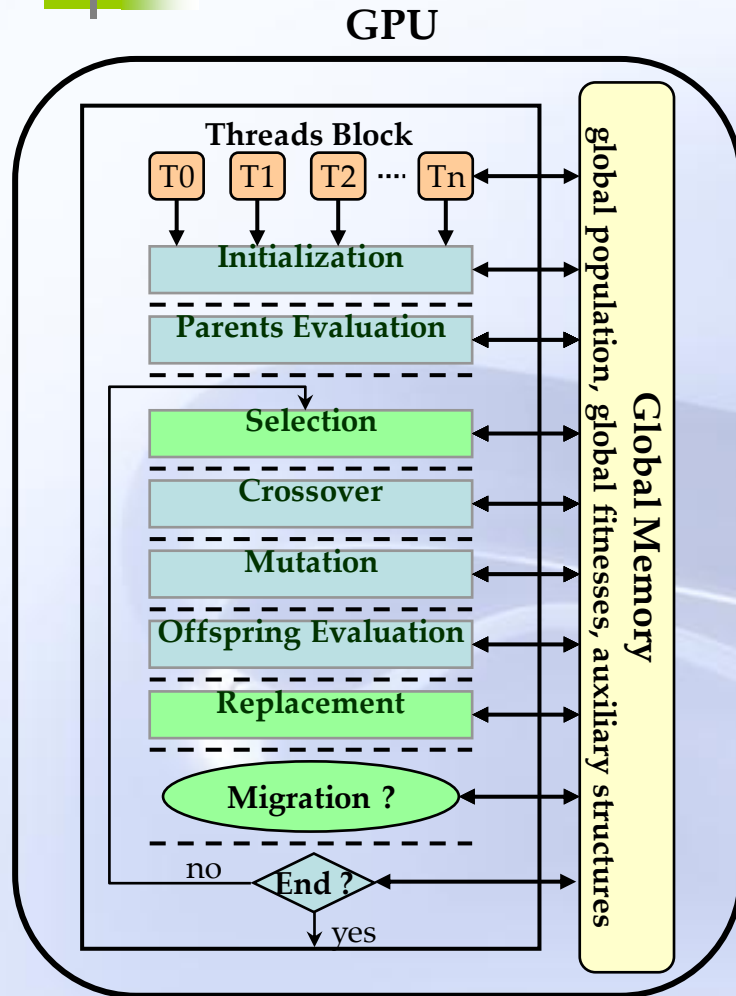 GPU
Threads Block
T0 T1 T2 ···· Tn
Initialization
Parents Evaluation
Selection
Crossover
Mutation
Offspring Evaluation
Replacement
Migration ?
no
End ?
yes
Global Memory
global population, global fitnesses, auxiliary structures